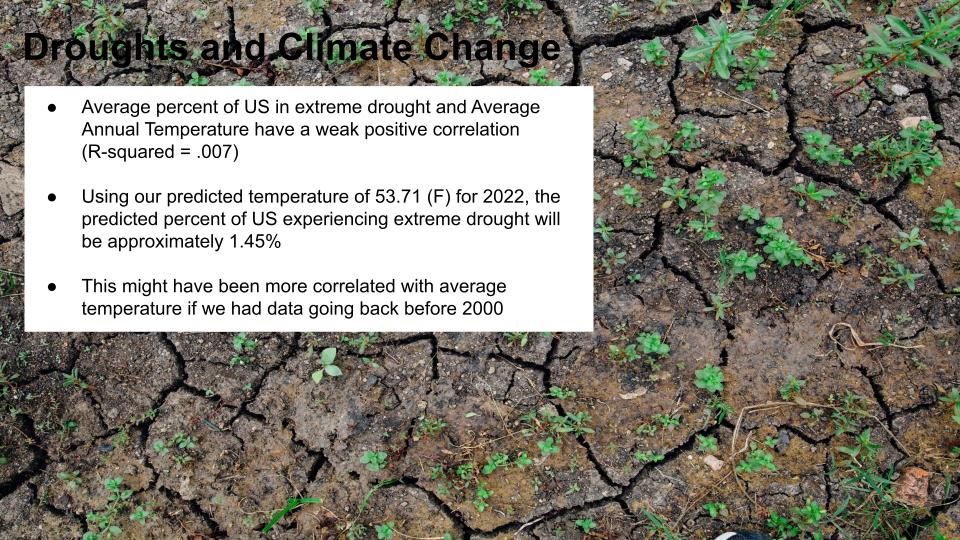 Droughts and Climate Change
● Average percent of US in extreme drought and Average
Annual Temperature have a weak positive correlation
(R-squared = .007)
● Using our predicted temperature of 53.71 (F) for 2022, the
predicted percent of US experiencing extreme drought will
be approximately 1.45%
● This might have been more correlated with average
temperature if we had data going back before 2000